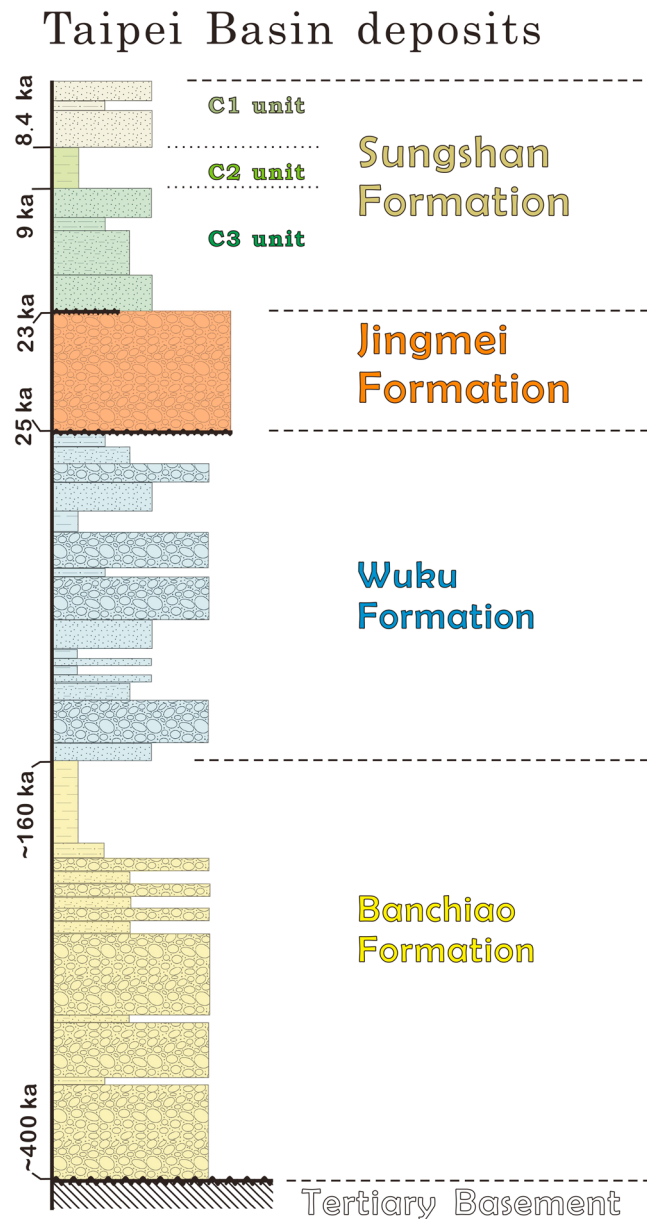 Taipei Basin deposits
8.4 ka
C1 unit
Sungshan
Formation
C2 unit
9 ka
C3 unit
23 ka
Jingmei
Formation
25 ka
Wuku
Formation
~160 ka
Banchiao
Formation
~400 ka
Tertiary Basement